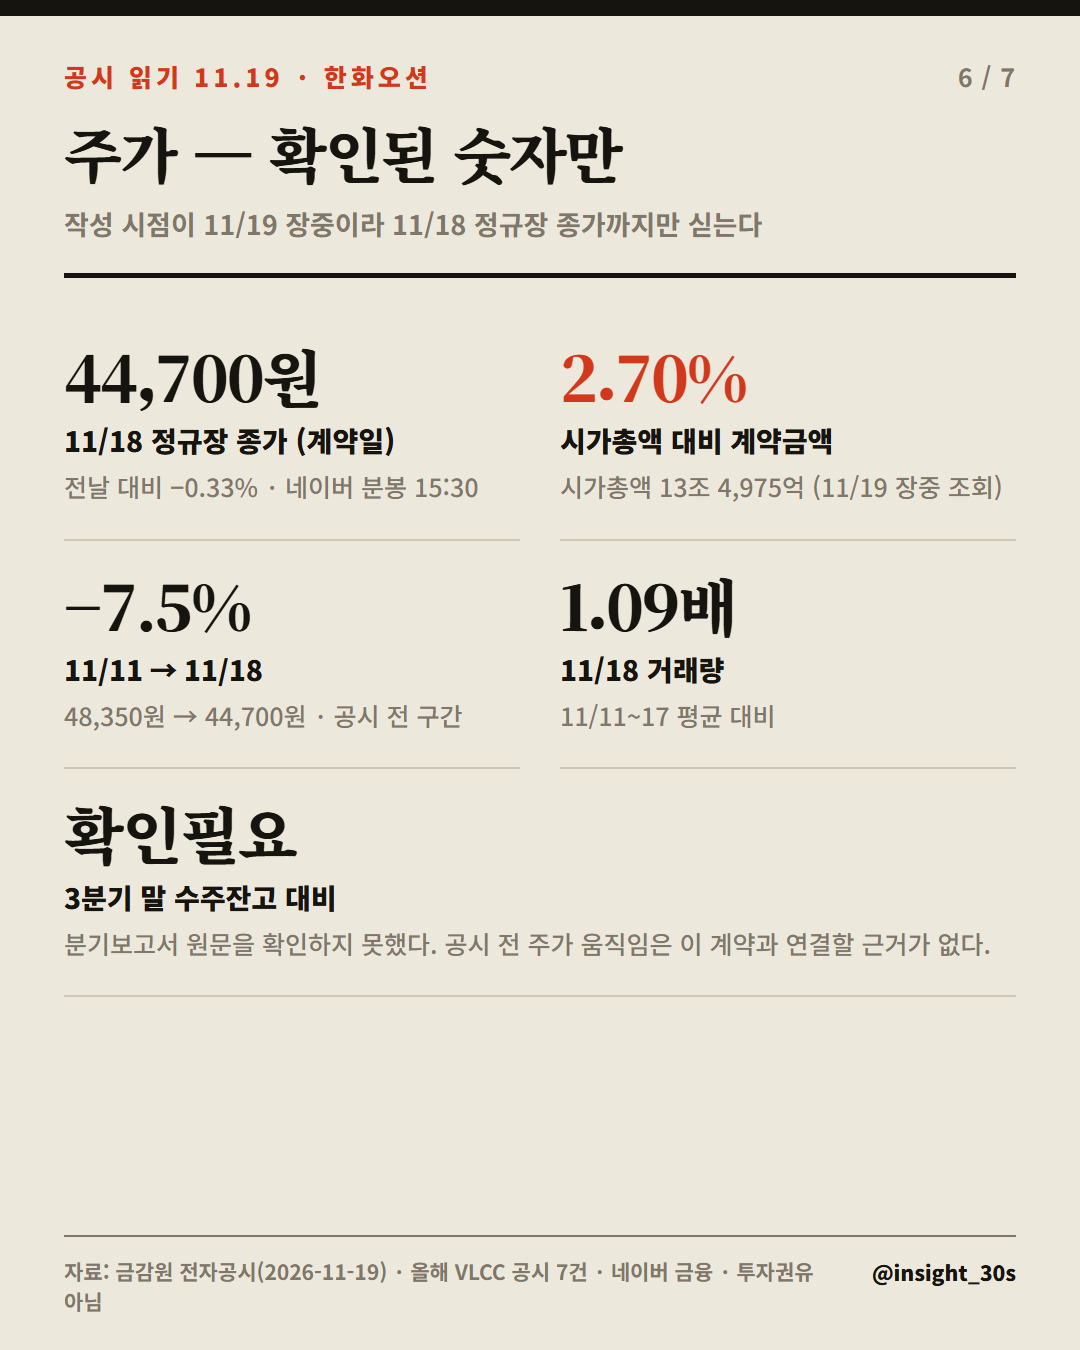 공시 읽기 11.19 · 한화오션
6 / 7
주가 — 확인된 숫자만
작성 시점이 11/19 장중이라 11/18 정규장 종가까지만 싣는다
44,700원
11/18 정규장 종가 (계약일)
전날 대비 −0.33% · 네이버 분봉 15:30
2.70%
시가총액 대비 계약금액
시가총액 13조 4,975억 (11/19 장중 조회)
−7.5%
11/11 → 11/18
48,350원 → 44,700원 · 공시 전 구간
1.09배
11/18 거래량
11/11~17 평균 대비
확인필요
3분기 말 수주잔고 대비
분기보고서 원문을 확인하지 못했다. 공시 전 주가 움직임은 이 계약과 연결할 근거가 없다.
자료: 금감원 전자공시(2026-11-19) · 올해 VLCC 공시 7건 · 네이버 금융 · 투자권유
아님
@insight_30s